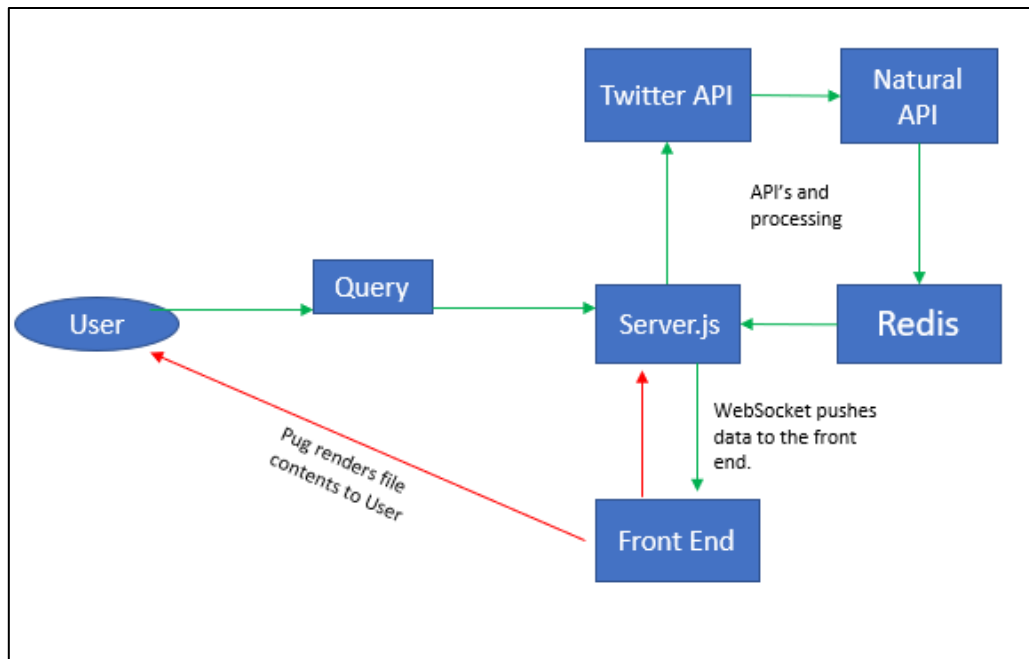 Twitter API
Natural
API
API's and
processing
Query
User
Server.js
Redis
WebSocket pushes
data to the front
end.
Pug renders file
contents to User
Front End